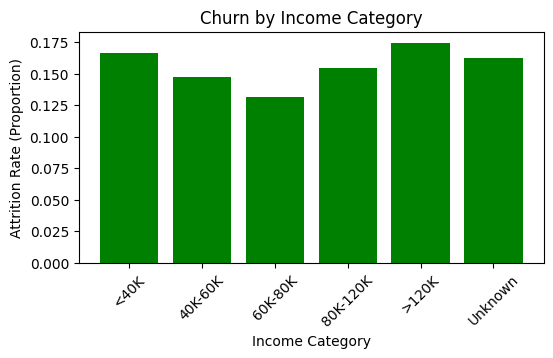 Churn by Income Category
Attrition Rate (Proportion)
0.175
0.150
0.125
0.100
0.075
0.050
0.025
0.000
<40K
40K-60K
60K-80K
80K-120K
>120K
Unknown
Income Category